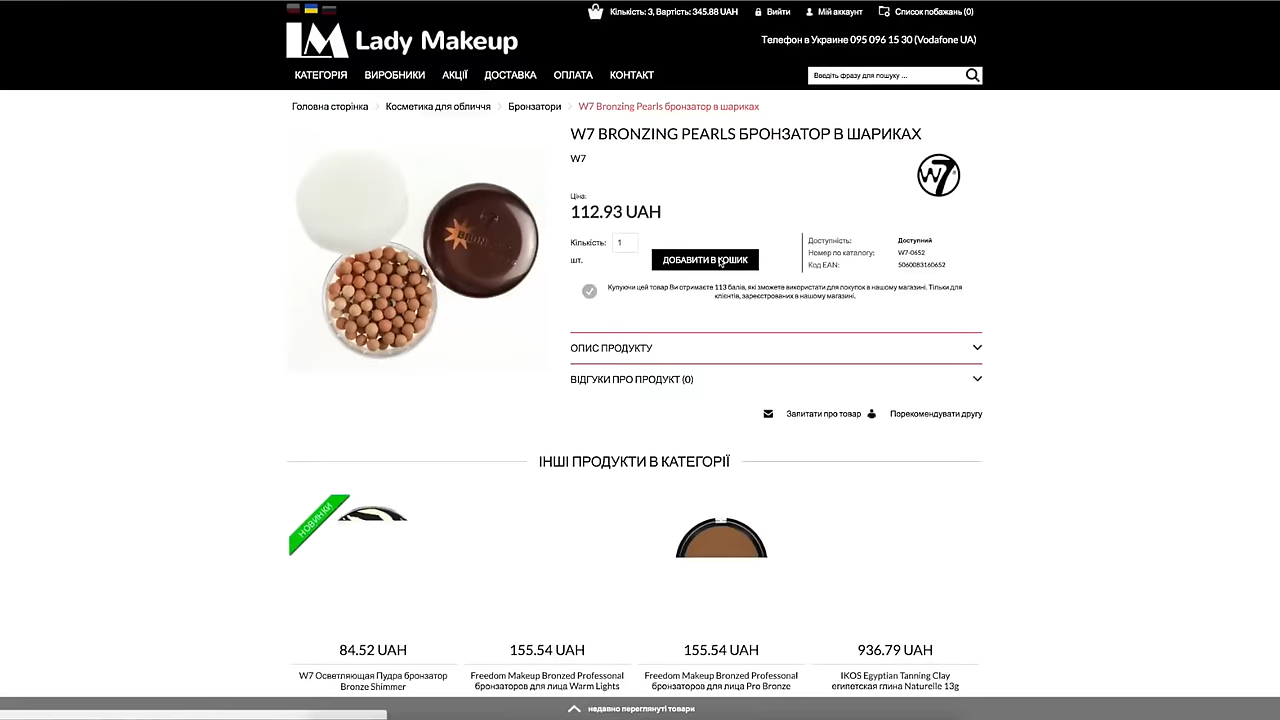 Кількість: 3, Вартість: 345.88 UAH
Вийти
Мій аккаунт
Список побажань (0)
LM Lady Makeup
Телефон в Украине 095 096 15 30 (Vodafone UA)
КАТЕГОРІЯ
ВИРОБНИКИ
АКЦІЇ
ДОСТАВКА
ОПЛАТА
КОНТАКТ
Введіть фразу для пошуку ...
Головна сторінка
Косметика для обличчя
Бронзатори
W7 Bronzing Pearls бронзатор в шариках
W7 BRONZING PEARLS БРОНЗАТОР В ШАРИКАХ
W7
W7
Ціна:
112.93 UAH
Кількість: 1
шт.
ДОБАВИТИ В КОШИК
Доступність: Доступний
Номер по каталогу: W7-0652
Код EAN: 5060083160652
Купуючи цей товар Ви отримаєте 113 балів, які зможете використати для покупок в нашому магазині. Тільки для
клієнтів, зареєстрованих в нашому магазині.
ОПИС ПРОДУКТУ
ВІДГУКИ ПРО ПРОДУКТ (0)
Запитати про товар
Порекомендувати другу
ІНШІ ПРОДУКТИ В КАТЕГОРІЇ
НОВИНКИ
84.52 UAH
155.54 UAH
155.54 UAH
936.79 UAH
W7 Осветляющая Пудра бронзатор
Bronze Shimmer
Freedom Makeup Bronzed Professonal
бронзаторов для лица Warm Lights
Freedom Makeup Bronzed Professonal
бронзаторов для лица Pro Bronze
IKOS Egyptian Tanning Clay
египетская глина Naturelle 13g
недавно переглянуті товари